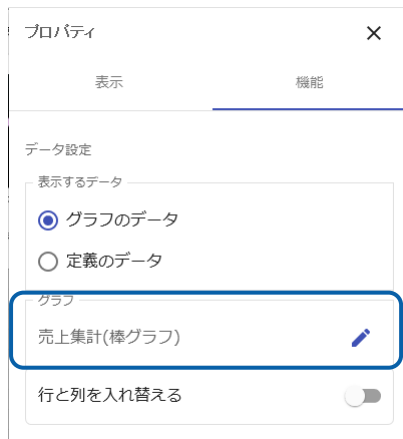 プロパティ
表示
機能
データ設定
表示するデータ
グラフのデータ
定義のデータ
グラフ
売上集計(棒グラフ)
行と列を入れ替える